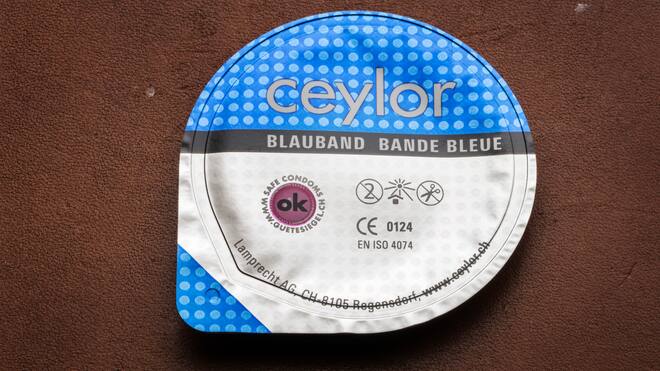 ceylor
BLAUBAND BANDE BLEUE
WWW. SAFE CONDOMS
ok
GUETESIEGEL.CH
2
CE 0124
EN ISO 4074
Lamprecht AG, CH-8105 Regensdorf, www.ceylor.ch